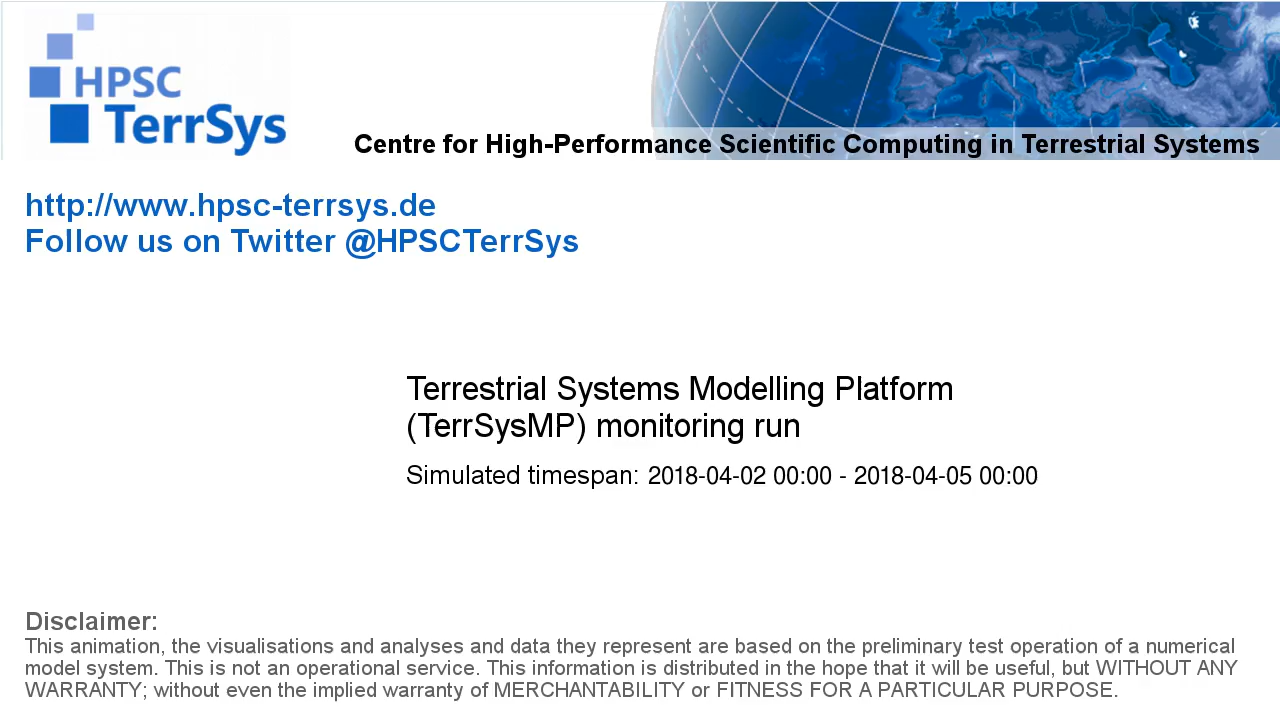 HPSC
TerrSys
Centre for High-Performance Scientific Computing in Terrestrial Systems
http://www.hpsc-terrsys.de
Follow us on Twitter @HPSCTerrSys
Terrestrial Systems Modelling Platform
(TerrSysMP) monitoring run
Simulated timespan: 2018-04-02 00:00 - 2018-04-05 00:00
Disclaimer:
This animation, the visualisations and analyses and data they represent are based on the preliminary test operation of a numerical
model system. This is not an operational service. This information is distributed in the hope that it will be useful, but WITHOUT ANY
WARRANTY; without even the implied warranty of MERCHANTABILITY or FITNESS FOR A PARTICULAR PURPOSE.